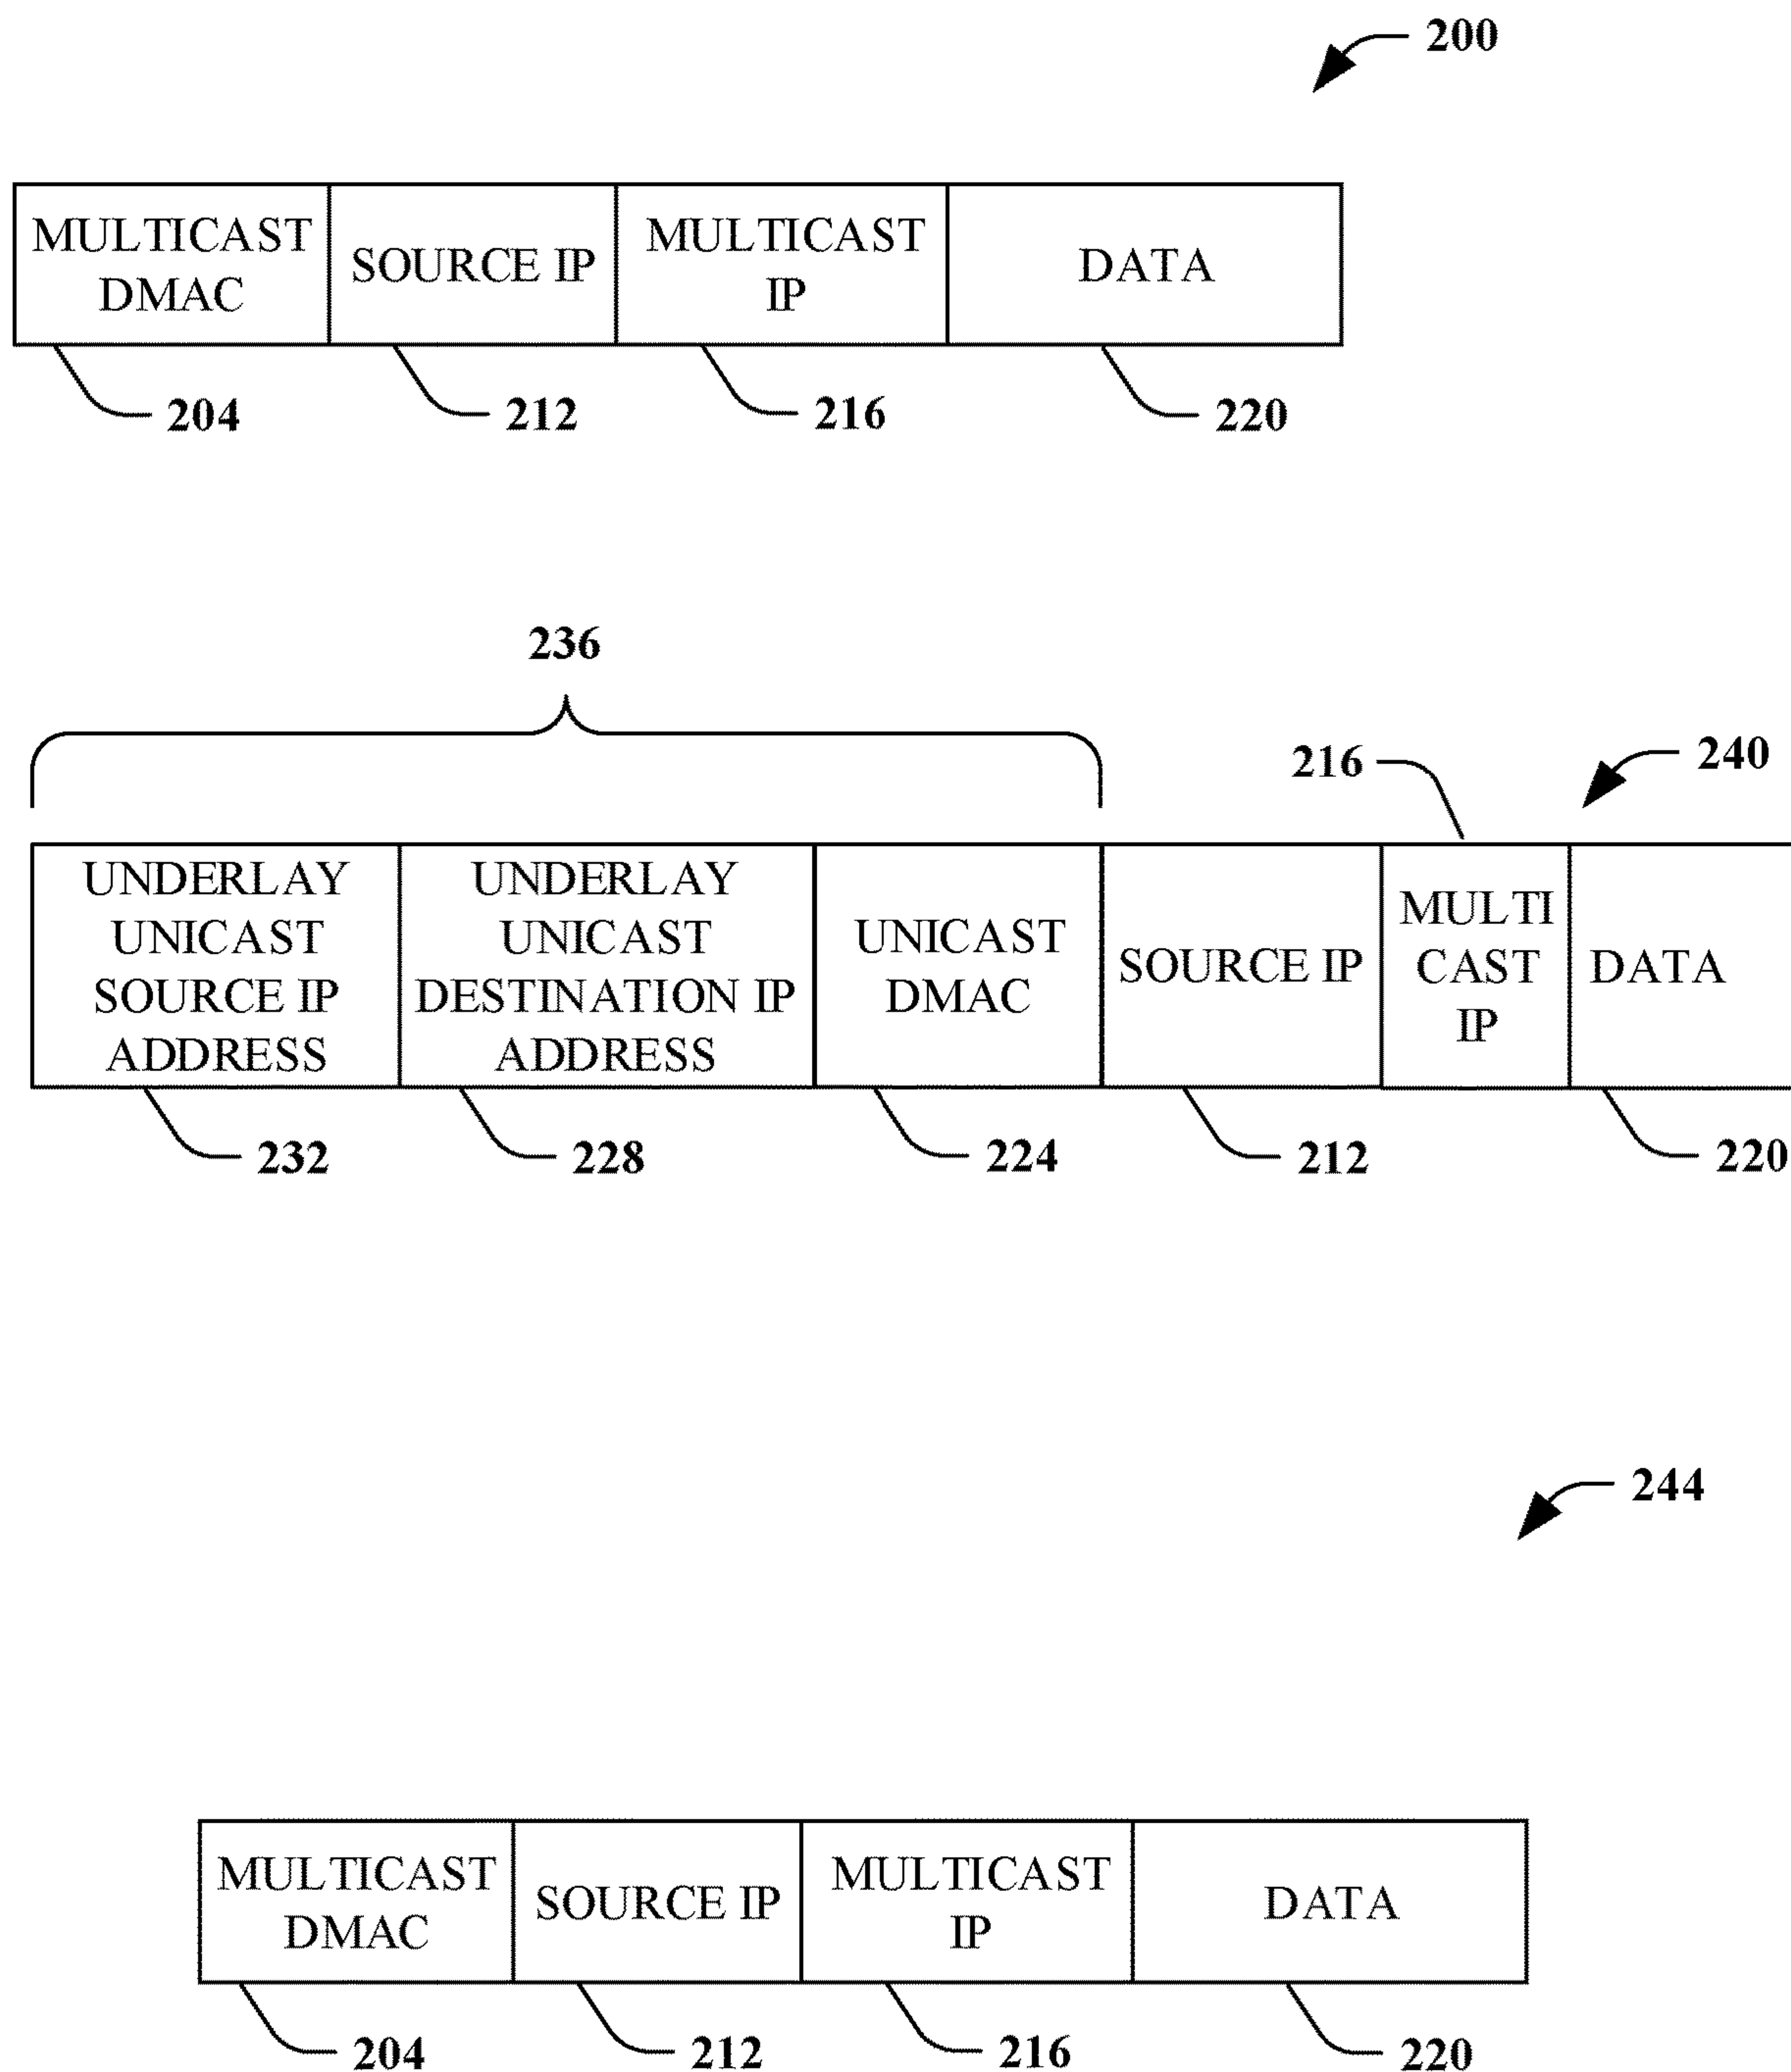 200
MULTICAST
DMAC
SOURCE IP
MULTICAST
IP
DATA
204
212
216
220
236
216
240
UNDERLAY
UNICAST
SOURCE IP
ADDRESS
UNDERLAY
UNICAST
DESTINATION IP
ADDRESS
UNICAST
DMAC
SOURCE IP
MULTI
CAST
IP
DATA
232
228
224
212
220
244
MULTICAST
DMAC
SOURCE IP
MULTICAST
IP
DATA
204
212
216
220